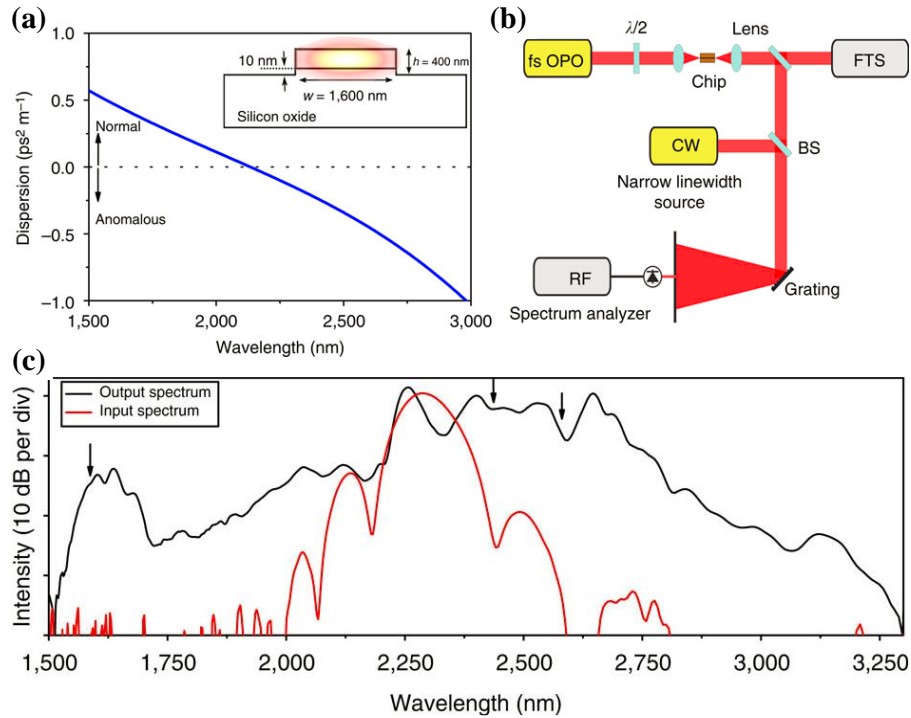 (a)
1.0
0.5
0.0
−0.5
−1.0
Dispersion (ps² m⁻¹)
Normal
Anomalous
10 nm
h = 400 nm
w = 1,600 nm
Silicon oxide
1,500
2,000
2,500
3,000
Wavelength (nm)
(b)
λ/2
Lens
fs OPO
Chip
FTS
CW
BS
Narrow linewidth
source
RF
Spectrum analyzer
Grating
(c)
Output spectrum
Input spectrum
Intensity (10 dB per div)
1,500
1,750
2,000
2,250
2,500
2,750
3,000
3,250
Wavelength (nm)